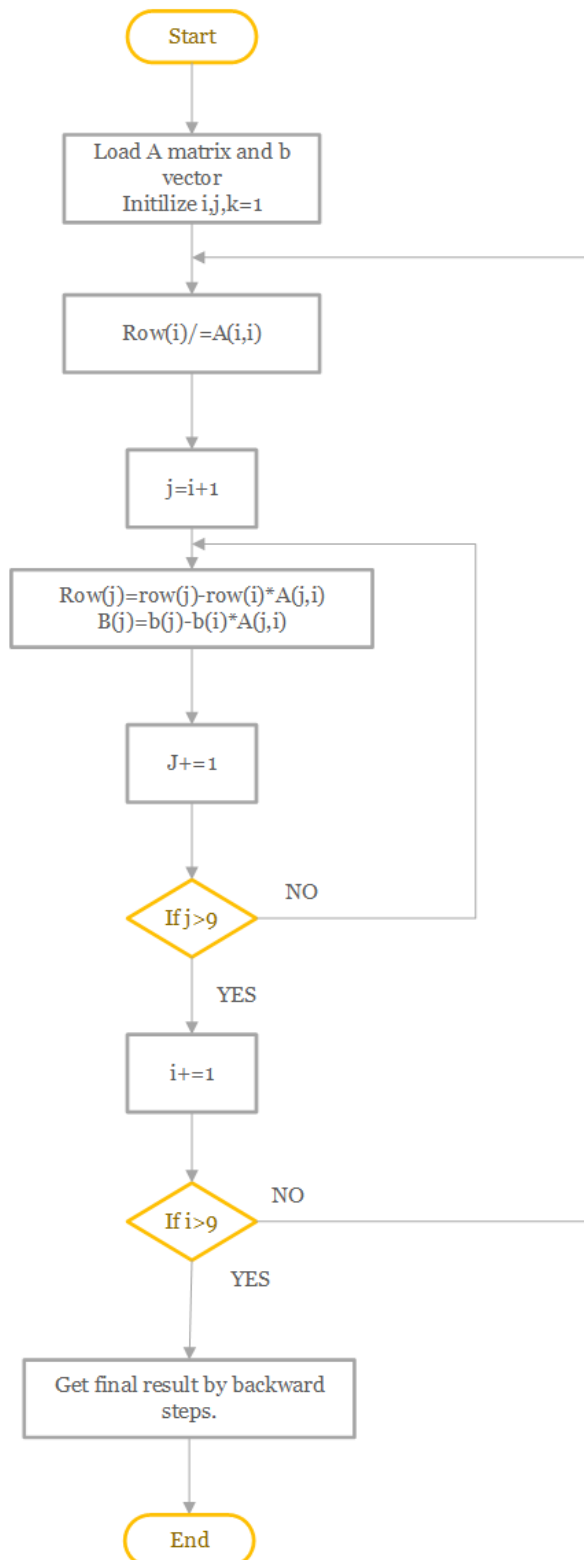 Start
Load A matrix and b
vector
Initilize i,j,k=1
Row(i)/=A(i,i)
j=i+1
Row(j)=row(j)-row(i)*A(j,i)
B(j)=b(j)-b(i)*A(j,i)
J+=1
If j>9
NO
YES
i+=1
If i>9
NO
YES
Get final result by backward
steps.
End